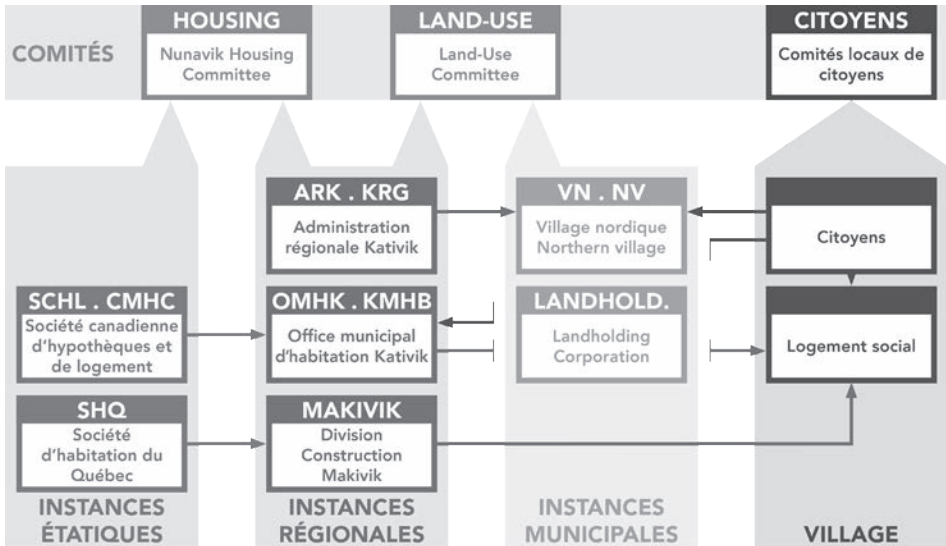 COMITÉS
HOUSING
Nunavik Housing
Committee
LAND-USE
Land-Use
Committee
CITOYENS
Comités locaux de
citoyens
ARK . KRG
Administration
régionale Kativik
VN . NV
Village nordique
Northern village
Citoyens
SCHL . CMHC
Société canadienne
d'hypothèques et
de logement
OMHK . KMHB
Office municipal
d'habitation Kativik
LANDHOLD.
Landholding
Corporation
Logement social
SHQ
Société
d'habitation du
Québec
MAKIVIK
Division
Construction
Makivik
INSTANCES
ÉTATIQUES
INSTANCES
RÉGIONALES
INSTANCES
MUNICIPALES
VILLAGE